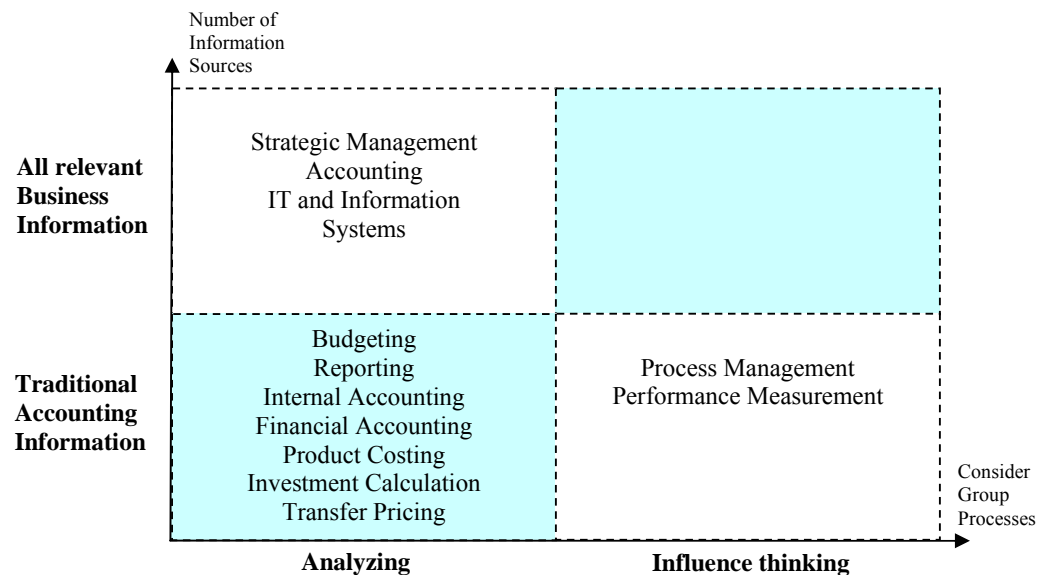 Number of
Information
Sources
All relevant
Business
Information
Strategic Management
Accounting
IT and Information
Systems
Traditional
Accounting
Information
Budgeting
Reporting
Internal Accounting
Financial Accounting
Product Costing
Investment Calculation
Transfer Pricing
Process Management
Performance Measurement
Consider
Group
Processes
Analyzing
Influence thinking